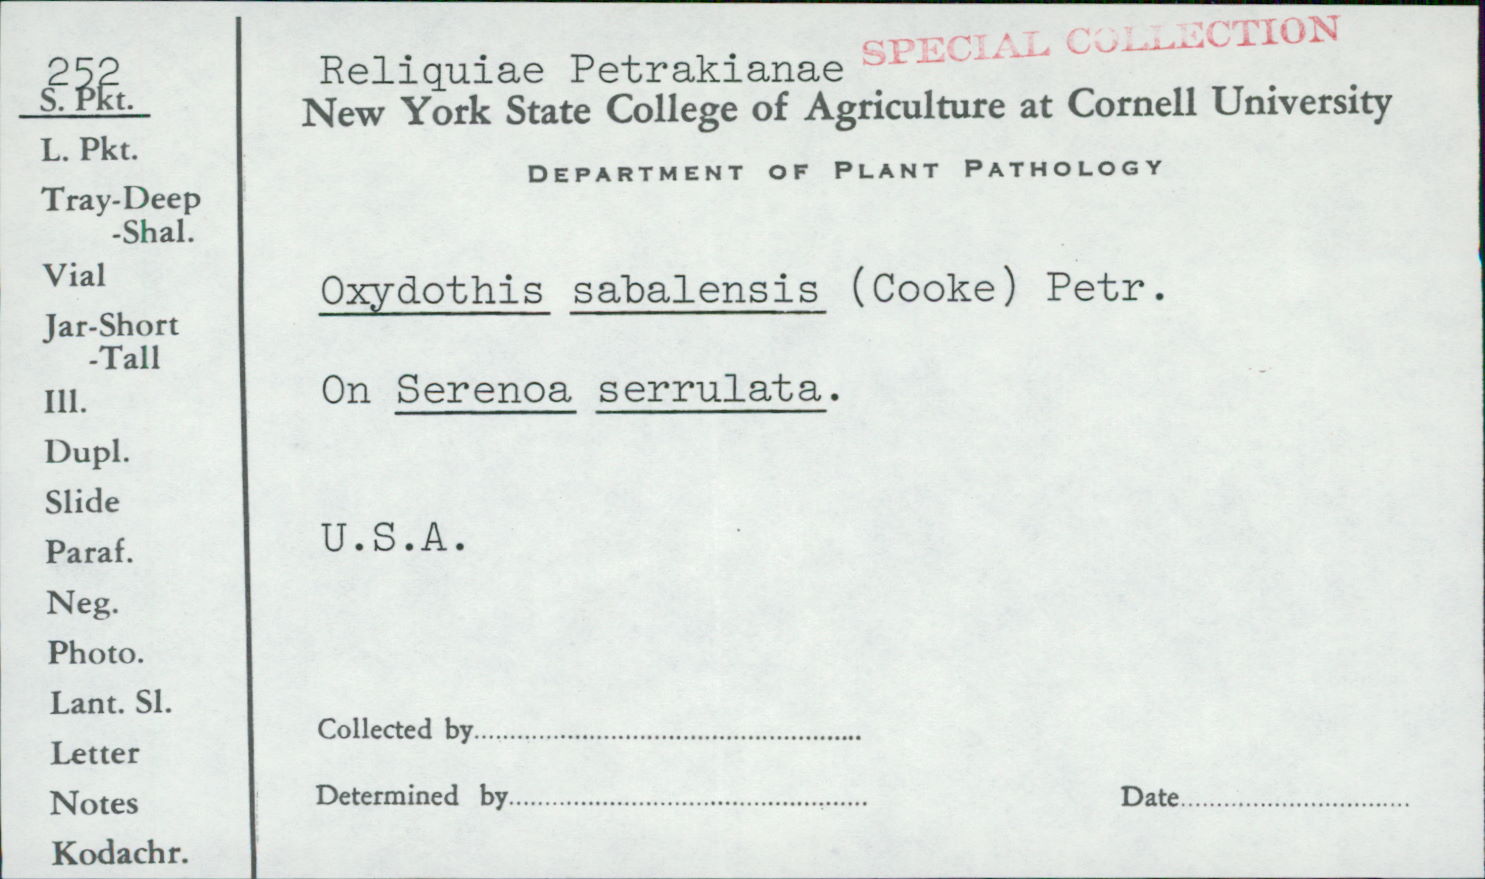 252
S. Pkt.
L. Pkt.
Tray-Deep
-Shal.
Vial
Jar-Short
-Tall
Ill.
Dupl.
Slide
Paraf.
Neg.
Photo.
Lant. Sl.
Letter
Notes
Kodachr.
SPECIAL COLLECTION
Reliquiae Petrakianae
New York State College of Agriculture at Cornell University
DEPARTMENT OF PLANT PATHOLOGY
Oxydothis sabalensis (Cooke) Petr.
On Serenoa serrulata.
U.S.A.
Collected by
Determined by
Date